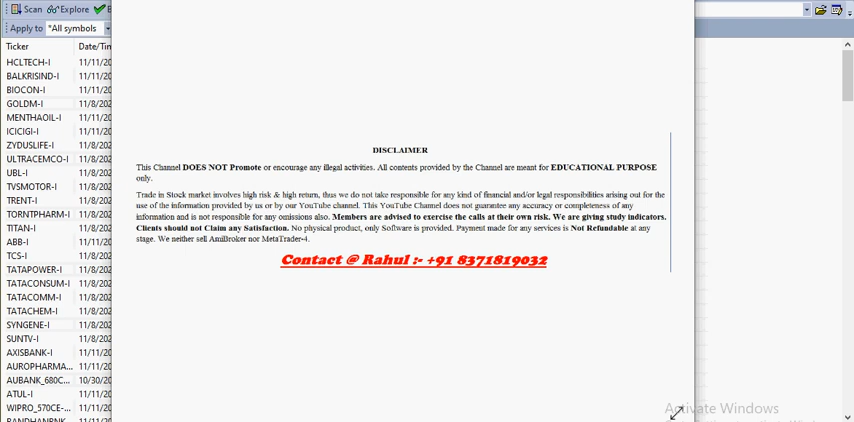 Scan Explore
Apply to *All symbols
Ticker Date/Tin
HCLTECH-I 11/11/20
BALKRISIND-I 11/11/20
BIOCON-I 11/11/20
GOLDM-I 11/8/202
MENTHAOIL-I 11/11/20
ICICIGI-I 11/11/20
ZYDUSLIFE-I 11/8/202
ULTRACEMCO-I 11/8/202
UBL-I 11/8/202
TVSMOTOR-I 11/8/202
TRENT-I 11/8/202
TORNTPHARM-I 11/8/202
TITAN-I 11/8/202
ABB-I 11/11/20
TCS-I 11/8/202
TATAPOWER-I 11/8/202
TATACONSUM-I 11/8/202
TATACOMM-I 11/8/202
TATACHEM-I 11/8/202
SYNGENE-I 11/8/202
SUNTV-I 11/8/202
AXISBANK-I 11/11/20
AUROPHARMA... 11/11/20
AUBANK_680C... 10/30/20
ATUL-I 11/11/20
WIPRO_570CE-... 11/11/20
DISCLAIMER
This Channel DOES NOT Promote or encourage any illegal activities. All contents provided by the Channel are meant for EDUCATIONAL PURPOSE
only.
Trade in Stock market involves high risk & high return, thus we do not take responsible for any kind of financial and/or legal responsibilities arising out for the
use of the information provided by us or by our YouTube channel. This YouTube Channel does not guarantee any accuracy or completeness of any
information and is not responsible for any omissions also. Members are advised to exercise the calls at their own risk. We are giving study indicators.
Clients should not Claim any Satisfaction. No physical product, only Software is provided. Payment made for any services is Not Refundable at any
stage. We neither sell AmiBroker nor MetaTrader-4.
Contact @ Rahul :- +91 8371819032
Activate Windows